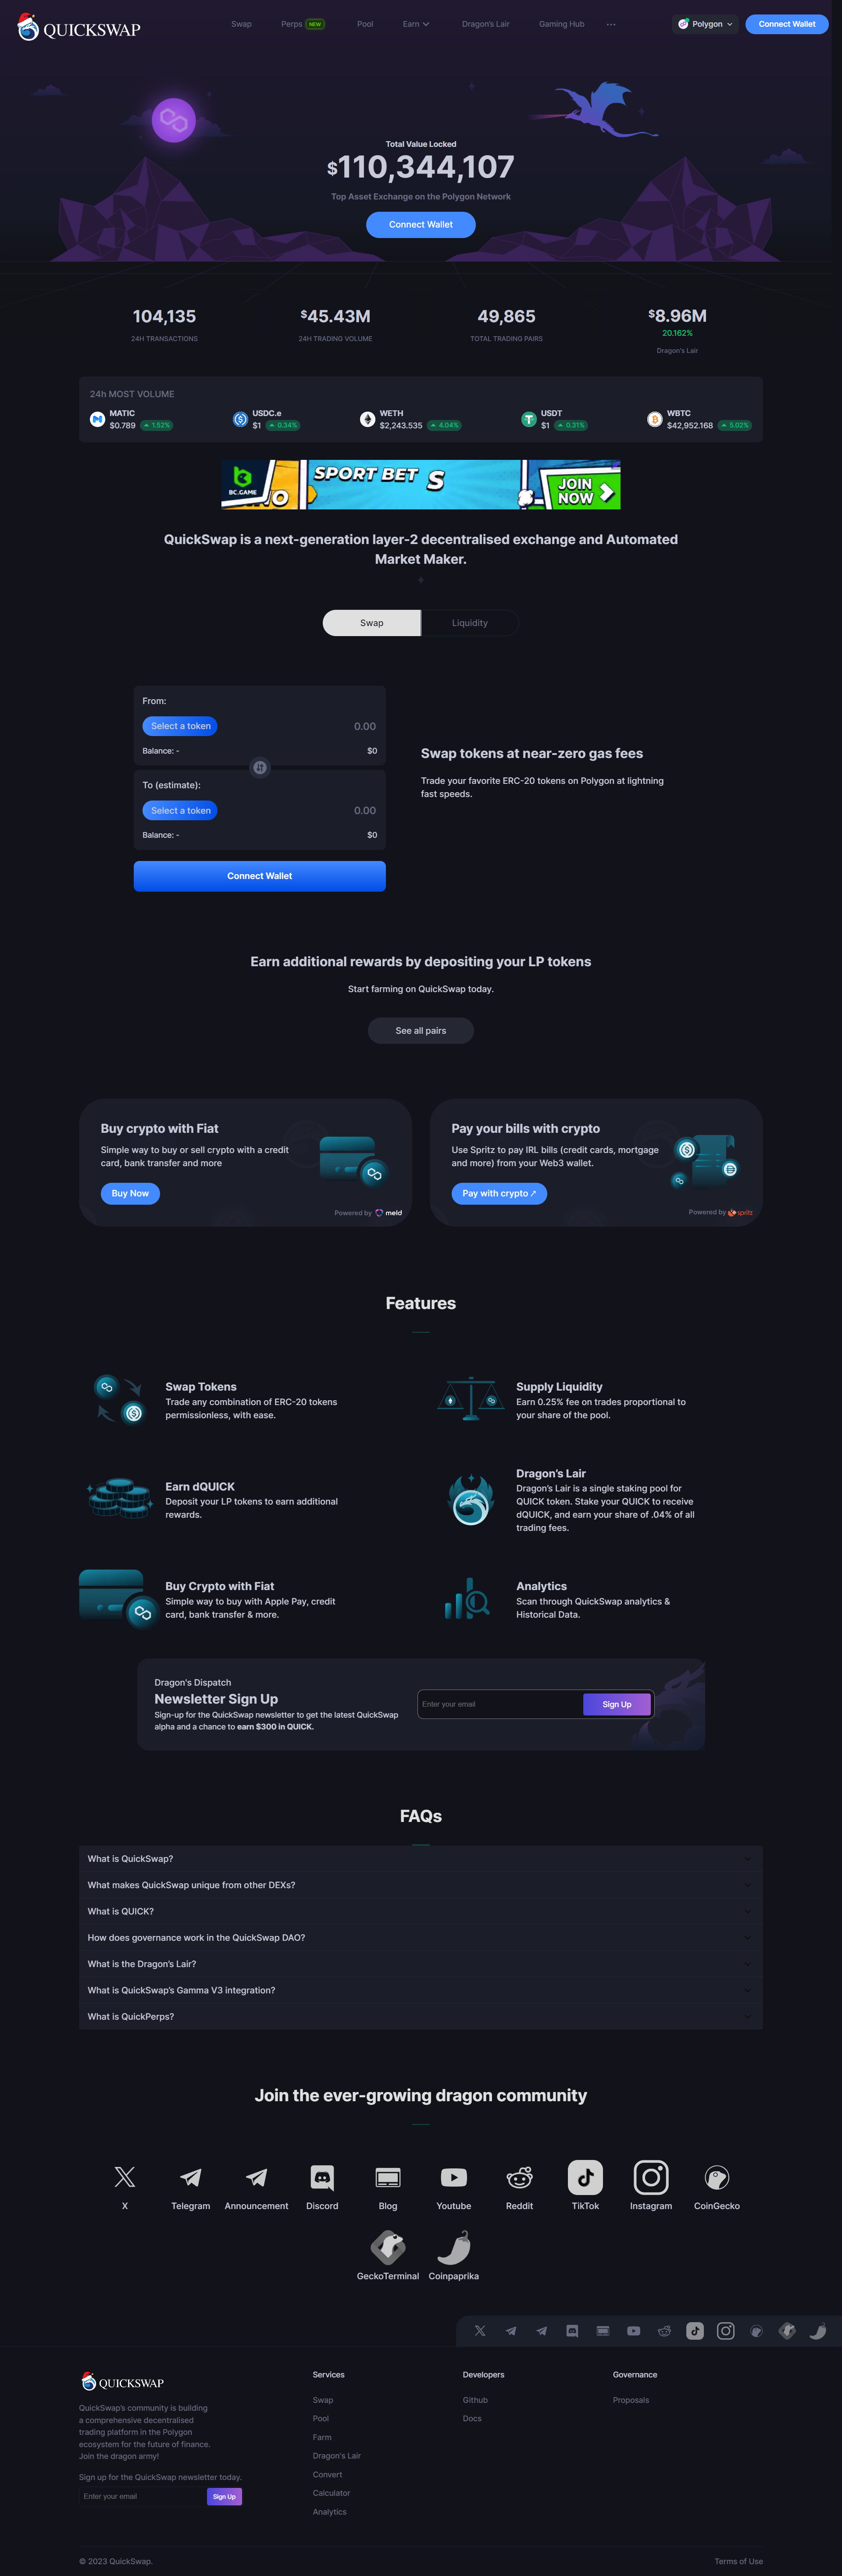 QUICKSWAP
Swap
Perps NEW
Pool
Earn
Dragon's Lair
Gaming Hub
Polygon
Connect Wallet
Total Value Locked
$110,344,107
Top Asset Exchange on the Polygon Network
Connect Wallet
104,135
24H TRANSACTIONS
$45.43M
24H TRADING VOLUME
49,865
TOTAL TRADING PAIRS
$8.96M
20.162%
Dragon's Lair
24h MOST VOLUME
MATIC
$0.789 1.52%
USDC.e
$1 0.34%
WETH
$2,243.535 4.04%
USDT
$1 0.31%
WBTC
$42,952.168 5.02%
BC.GAME
SPORT BET S
JOIN
NOW
QuickSwap is a next-generation layer-2 decentralised exchange and Automated
Market Maker.
Swap
Liquidity
From:
Select a token
0.00
Balance: -
$0
To (estimate):
Select a token
0.00
Balance: -
$0
Connect Wallet
Swap tokens at near-zero gas fees
Trade your favorite ERC-20 tokens on Polygon at lightning
fast speeds.
Earn additional rewards by depositing your LP tokens
Start farming on QuickSwap today.
See all pairs
Buy crypto with Fiat
Simple way to buy or sell crypto with a credit
card, bank transfer and more
Buy Now
Powered by meld
Pay your bills with crypto
Use Spritz to pay IRL bills (credit cards, mortgage
and more) from your Web3 wallet.
Pay with crypto ↗
Powered by spritz
Features
Swap Tokens
Trade any combination of ERC-20 tokens
permissionless, with ease.
Supply Liquidity
Earn 0.25% fee on trades proportional to
your share of the pool.
Earn dQUICK
Deposit your LP tokens to earn additional
rewards.
Dragon's Lair
Dragon's Lair is a single staking pool for
QUICK token. Stake your QUICK to receive
dQUICK, and earn your share of .04% of all
trading fees.
Buy Crypto with Fiat
Simple way to buy with Apple Pay, credit
card, bank transfer & more.
Analytics
Scan through QuickSwap analytics &
Historical Data.
Dragon's Dispatch
Newsletter Sign Up
Sign-up for the QuickSwap newsletter to get the latest QuickSwap
alpha and a chance to earn $300 in QUICK.
Enter your email
Sign Up
FAQs
What is QuickSwap?
What makes QuickSwap unique from other DEXs?
What is QUICK?
How does governance work in the QuickSwap DAO?
What is the Dragon's Lair?
What is QuickSwap's Gamma V3 integration?
What is QuickPerps?
Join the ever-growing dragon community
X
Telegram
Announcement
Discord
Blog
Youtube
Reddit
TikTok
Instagram
CoinGecko
GeckoTerminal
Coinpaprika
QUICKSWAP
QuickSwap's community is building
a comprehensive decentralised
trading platform in the Polygon
ecosystem for the future of finance.
Join the dragon army!
Sign up for the QuickSwap newsletter today.
Enter your email
Sign Up
Services
Swap
Pool
Farm
Dragon's Lair
Convert
Calculator
Analytics
Developers
Github
Docs
Governance
Proposals
© 2023 QuickSwap.
Terms of Use